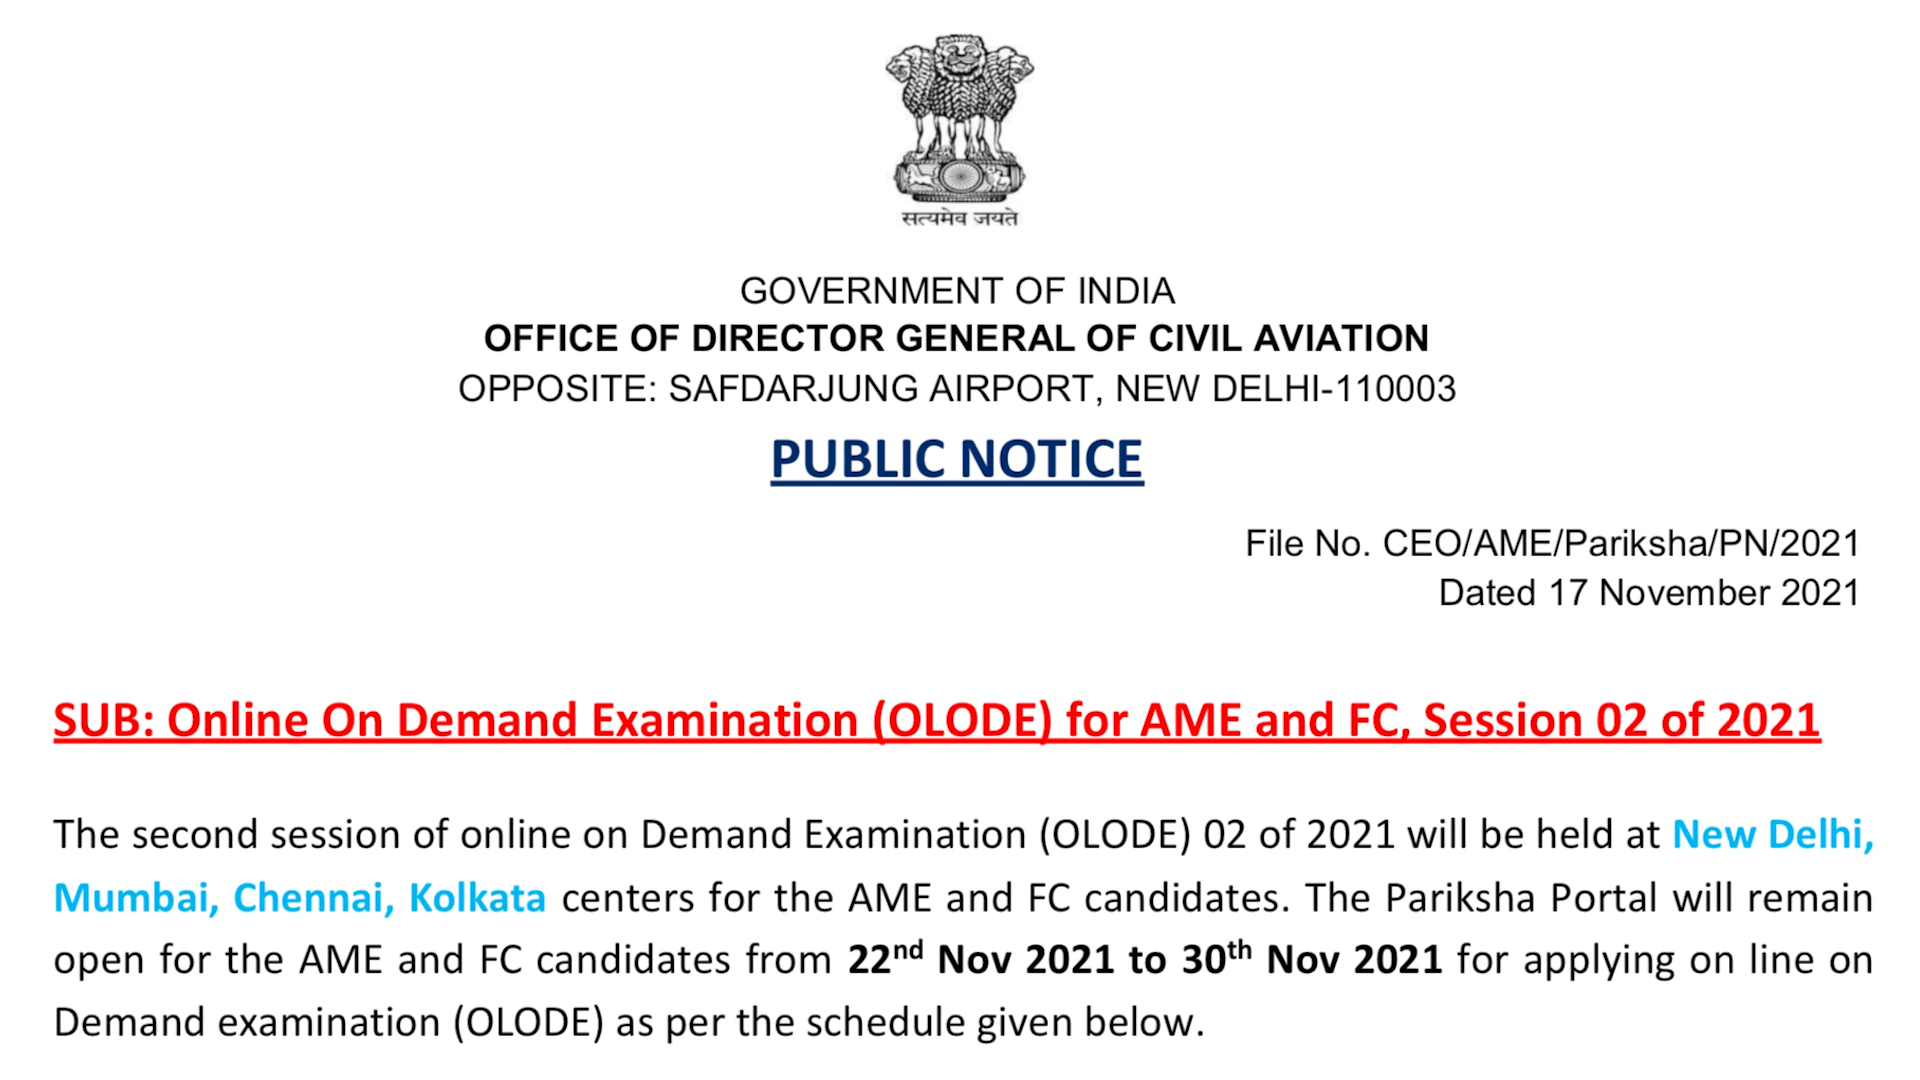 सत्यमेव जयते
GOVERNMENT OF INDIA
OFFICE OF DIRECTOR GENERAL OF CIVIL AVIATION
OPPOSITE: SAFDARJUNG AIRPORT, NEW DELHI-110003
PUBLIC NOTICE
File No. CEO/AME/Pariksha/PN/2021
Dated 17 November 2021
SUB: Online On Demand Examination (OLODE) for AME and FC, Session 02 of 2021
The second session of online on Demand Examination (OLODE) 02 of 2021 will be held at New Delhi,
Mumbai, Chennai, Kolkata centers for the AME and FC candidates. The Pariksha Portal will remain
open for the AME and FC candidates from 22nd Nov 2021 to 30th Nov 2021 for applying on line on
Demand examination (OLODE) as per the schedule given below.